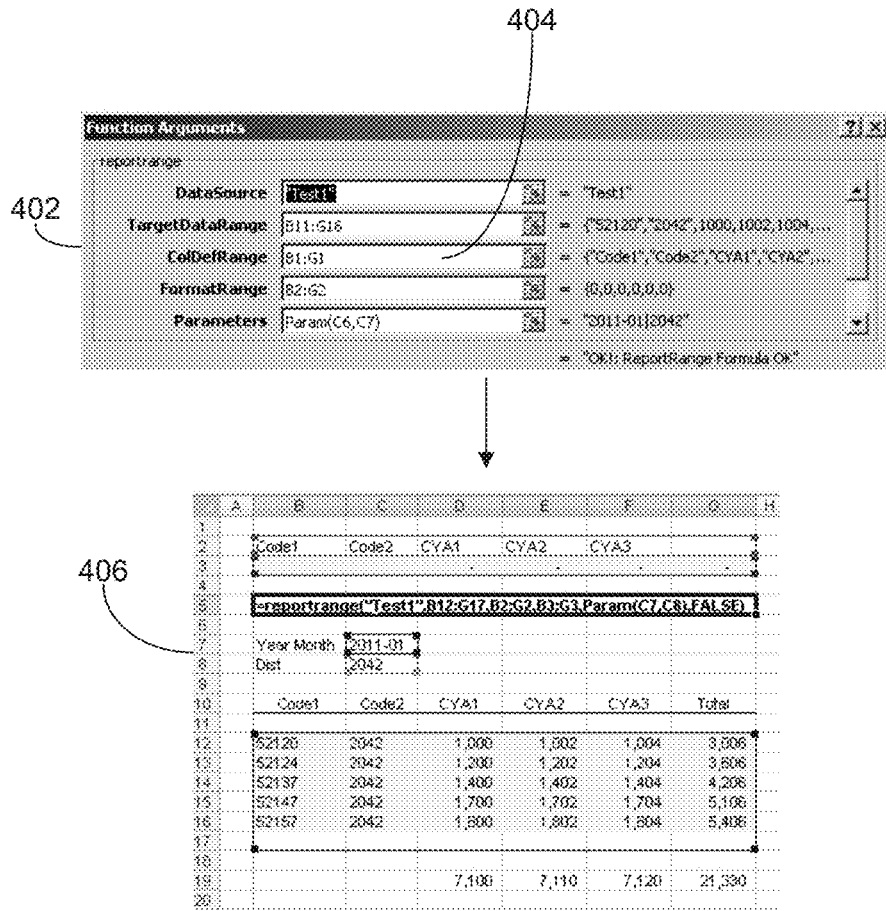 404
402
Function Arguments ? X
reportrange
DataSource "Test1" = "Test1"
TargetDataRange B11:G16 = {"52120","2042",1000,1002,1004,...
ColDefRange B1:G1 = {"Code1","Code2","CYA1","CYA2",...
FormatRange B2:G2 = {0,0,0,0,0,0}
Parameters Param(C6,C7) = "2011-01|2042"
= "OK!: ReportRange Formula OK"
406
A B C D E F G H
1
2 Code1 Code2 CYA1 CYA2 CYA3
3 - - - -
4
5 =reportrange("Test1",B12:G17,B2:G2,B3:G3,Param(C7,C8),FALSE)
6
7 Year Month 2011-01
8 Dist 2042
9
10 Code1 Code2 CYA1 CYA2 CYA3 Total
11
12 52120 2042 1,000 1,002 1,004 3,006
13 52124 2042 1,200 1,202 1,204 3,606
14 52137 2042 1,400 1,402 1,404 4,206
15 52147 2042 1,700 1,702 1,704 5,106
16 52157 2042 1,800 1,802 1,804 5,406
17
18
19 7,100 7,110 7,120 21,330
20